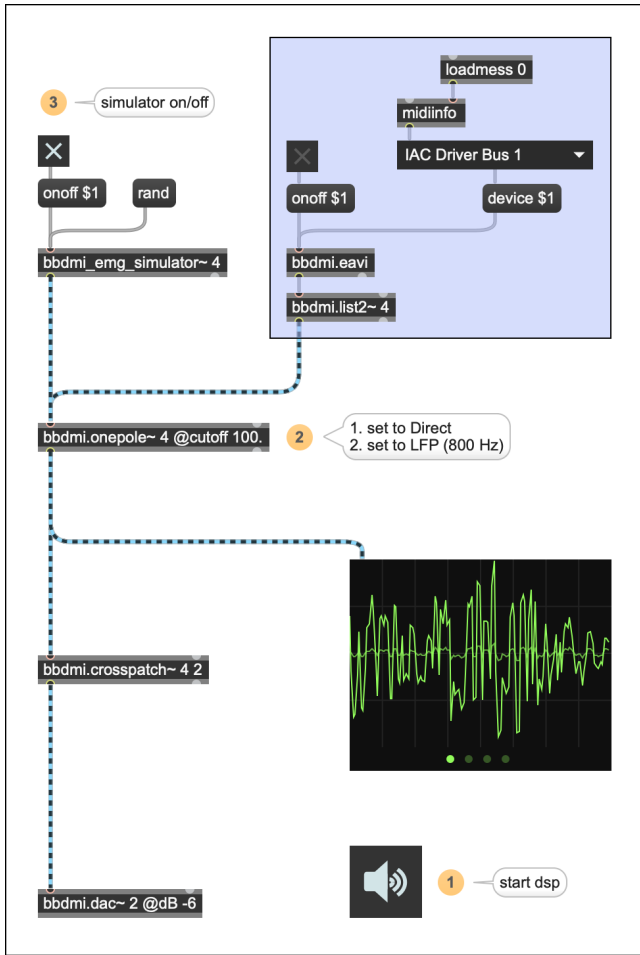 loadmess 0
3
simulator on/off
midiinfo
IAC Driver Bus 1
onoff $1
rand
onoff $1
device $1
bbdmi_emg_simulator~ 4
bbdmi.eavi
bbdmi.list2~ 4
bbdmi.onepole~ 4 @cutoff 100.
2
1. set to Direct
2. set to LFP (800 Hz)
bbdmi.crosspatch~ 4 2
1
start dsp
bbdmi.dac~ 2 @dB -6